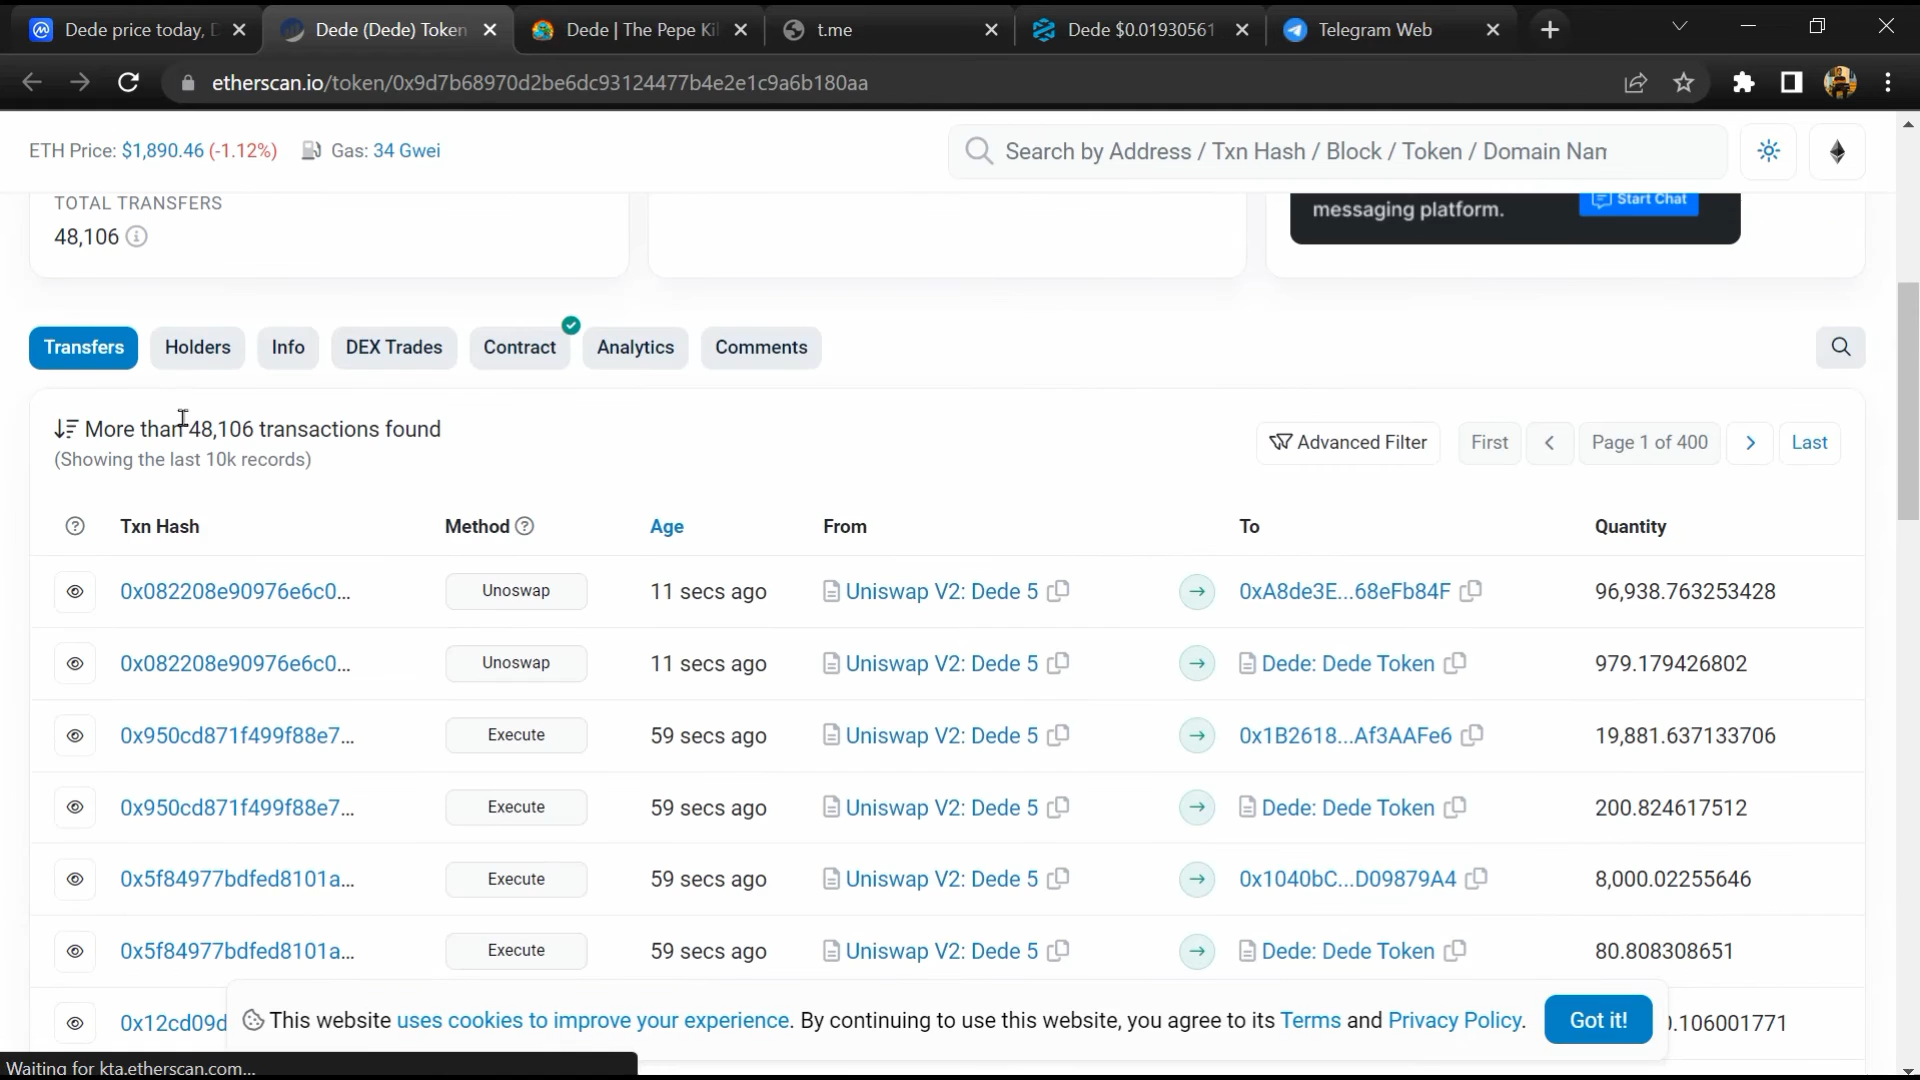 Dede price today, D
Dede (Dede) Token
Dede | The Pepe Kil
t.me
Dede $0.01930561
Telegram Web
etherscan.io/token/0x9d7b68970d2be6dc93124477b4e2e1c9a6b180aa
ETH Price: $1,890.46 (-1.12%) Gas: 34 Gwei
Search by Address / Txn Hash / Block / Token / Domain Nam
TOTAL TRANSFERS
48,106
messaging platform.
Start Chat
Transfers Holders Info DEX Trades Contract Analytics Comments
More than 48,106 transactions found
(Showing the last 10k records)
Advanced Filter First Page 1 of 400 Last
Txn Hash Method Age From To Quantity
0x082208e90976e6c0... Unoswap 11 secs ago Uniswap V2: Dede 5 0xA8de3E...68eFb84F 96,938.763253428
0x082208e90976e6c0... Unoswap 11 secs ago Uniswap V2: Dede 5 Dede: Dede Token 979.179426802
0x950cd871f499f88e7... Execute 59 secs ago Uniswap V2: Dede 5 0x1B2618...Af3AAFe6 19,881.637133706
0x950cd871f499f88e7... Execute 59 secs ago Uniswap V2: Dede 5 Dede: Dede Token 200.824617512
0x5f84977bdfed8101a... Execute 59 secs ago Uniswap V2: Dede 5 0x1040bC...D09879A4 8,000.02255646
0x5f84977bdfed8101a... Execute 59 secs ago Uniswap V2: Dede 5 Dede: Dede Token 80.808308651
0x12cd09d .106001771
This website uses cookies to improve your experience. By continuing to use this website, you agree to its Terms and Privacy Policy. Got it!
Waiting for kta.etherscan.com...